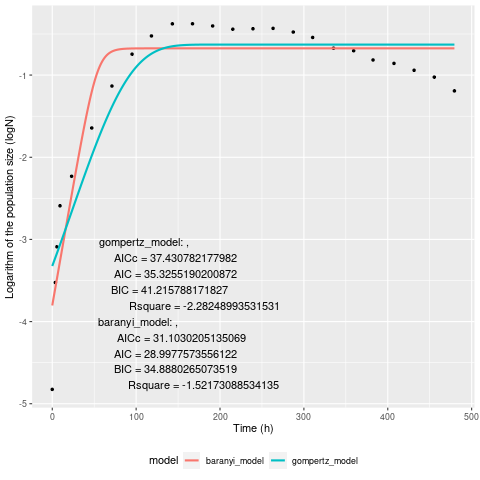 Logarithm of the population size (logN)
-1
-2
-3
-4
-5
gompertz_model: ,
AICc = 37.430782177982
AIC = 35.3255190200872
BIC = 41.215788171827
Rsquare = -2.28248993531531
baranyi_model: ,
AICc = 31.1030205135069
AIC = 28.9977573556122
BIC = 34.8880265073519
Rsquare = -1.52173088534135
0 100 200 300 400 500
Time (h)
model baranyi_model gompertz_model